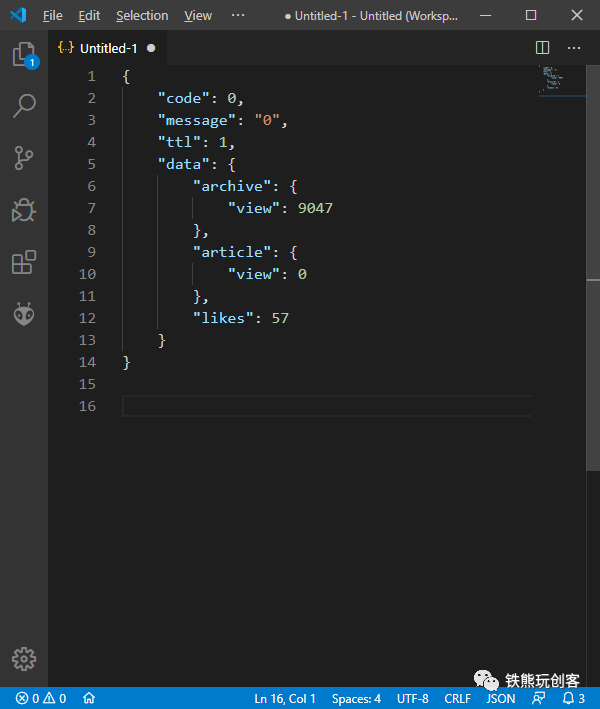 File Edit Selection View ··· ● Untitled-1 - Untitled (Worksp...
1
{..} Untitled-1 ●
1 {
2 "code": 0,
3 "message": "0",
4 "ttl": 1,
5 "data": {
6 "archive": {
7 "view": 9047
8 },
9 "article": {
10 "view": 0
11 },
12 "likes": 57
13 }
14 }
15
16
铁熊玩创客
0 0 Ln 16, Col 1 Spaces: 4 UTF-8 CRLF JSON 3